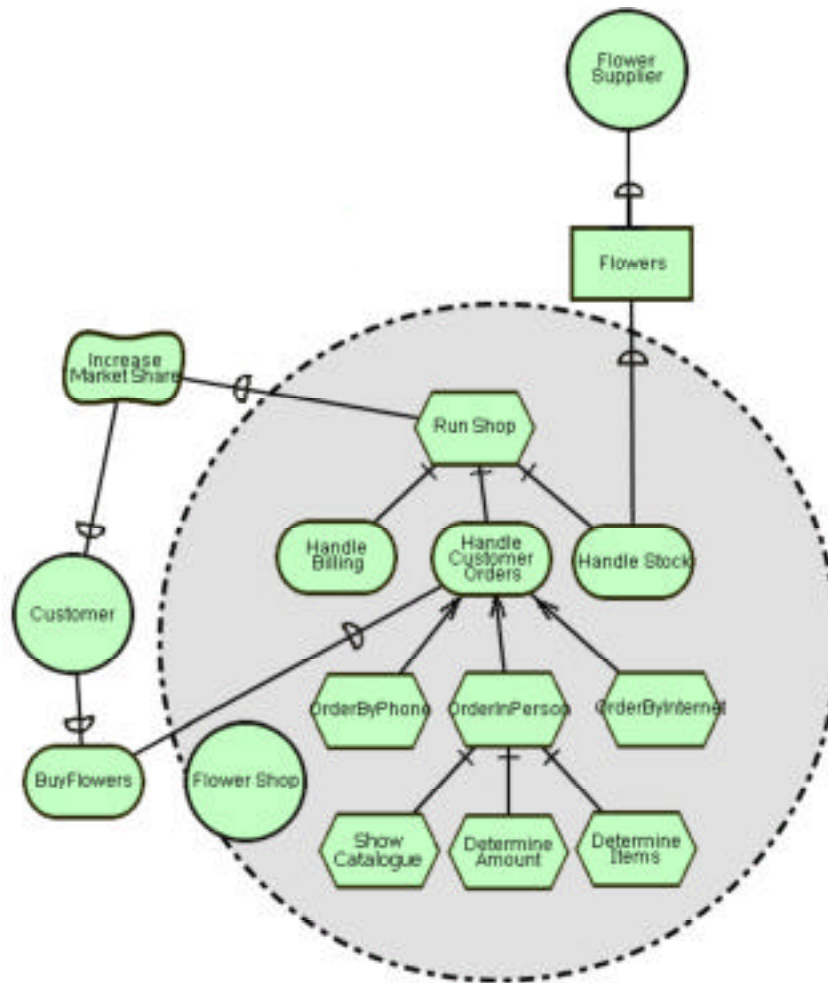 Flower
Supplier
Flowers
Increase
Market Share
Run Shop
Handle
Billing
Handle
Customer
Orders
Handle Stock
Customer
OrderByPhone
OrderInPerson
OrderByInternet
BuyFlowers
Flower Shop
Show
Catalogue
Determine
Amount
Determine
Items